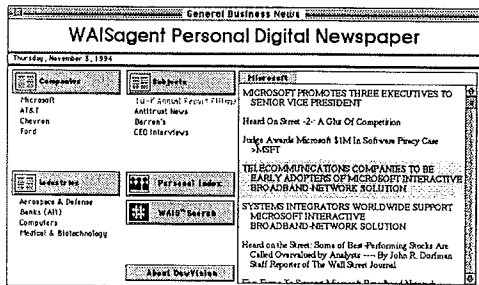 General Business News
WAISagent Personal Digital Newspaper
Thursday, November 3, 1994
Companies
Microsoft
AT&T
Chevron
Ford
Subjects
10-K Annual Report Filings
Antitrust News
Barron's
CEO Interviews
Industries
Aerospace & Defense
Banks (All)
Computers
Medical & Biotechnology
Personal Index
WAIS Search
About DowVision
Microsoft
MICROSOFT PROMOTES THREE EXECUTIVES TO
SENIOR VICE PRESIDENT
Heard On Street -2- A Glut Of Competition
Judge Awards Microsoft $1M In Software Piracy Case
>MSFT
TELECOMMUNICATIONS COMPANIES TO BE
EARLY ADOPTERS OF MICROSOFT INTERACTIVE
BROADBAND-NETWORK SOLUTION
SYSTEMS INTEGRATORS WORLDWIDE SUPPORT
MICROSOFT INTERACTIVE
BROADBAND-NETWORK SOLUTION
Heard on the Street: Some of Best-Performing Stocks Are
Called Overvalued by Analysts ---- By John R. Dorfman
Staff Reporter of The Wall Street Journal